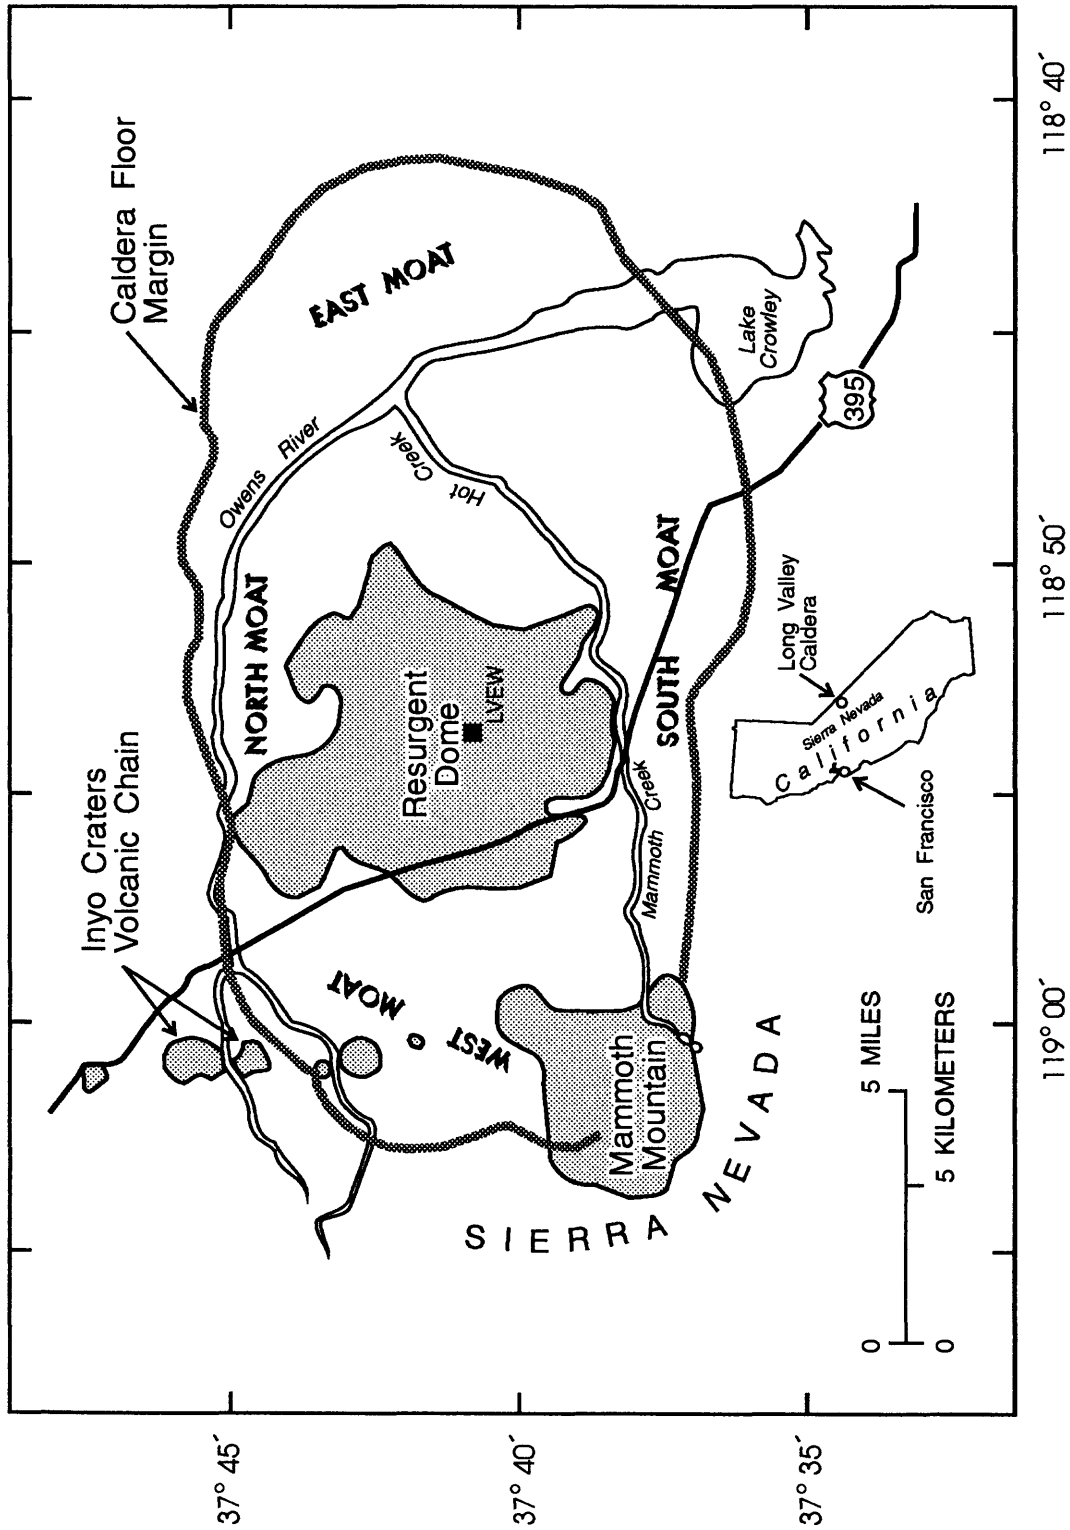 Inyo Craters
Volcanic Chain
Caldera Floor
Margin
NORTH MOAT
Owens River
EAST MOAT
Hot Creek
Resurgent
Dome
LVEW
WEST MOAT
SOUTH MOAT
Mammoth Creek
Mammoth
Mountain
Lake
Crowley
395
SIERRA NEVADA
Long Valley
Caldera
Sierra Nevada
California
San Francisco
0 5 MILES
0 5 KILOMETERS
37° 45´
37° 40´
37° 35´
119° 00´
118° 50´
118° 40´